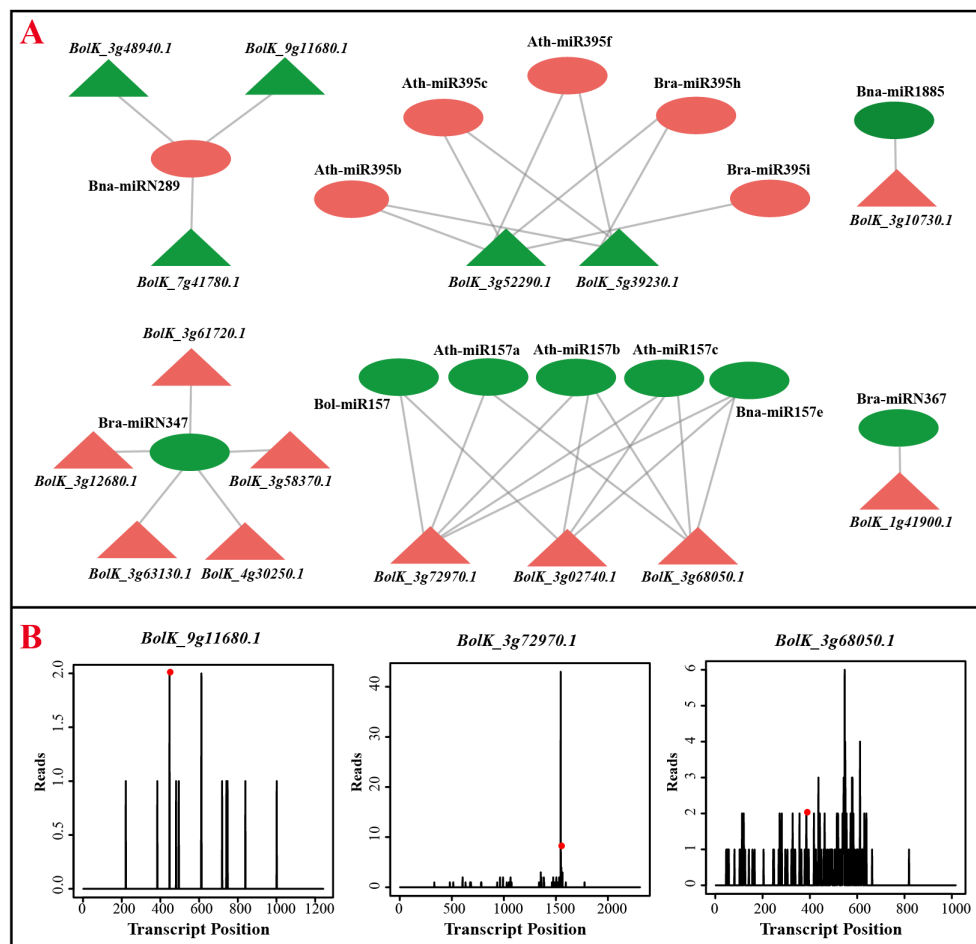 A
BolK_3g48940.1
BolK_9g11680.1
Bna-miRN289
BolK_7g41780.1
Ath-miR395b
Ath-miR395c
Ath-miR395f
Bra-miR395h
Bra-miR395i
BolK_3g52290.1
BolK_5g39230.1
Bna-miR1885
BolK_3g10730.1
BolK_3g61720.1
Bra-miRN347
BolK_3g12680.1
BolK_3g58370.1
BolK_3g63130.1
BolK_4g30250.1
Bol-miR157
Ath-miR157a
Ath-miR157b
Ath-miR157c
Bna-miR157e
BolK_3g72970.1
BolK_3g02740.1
BolK_3g68050.1
Bra-miRN367
BolK_1g41900.1
B
BolK_9g11680.1
Reads
2.0
1.5
1.0
0.5
0.0
0 200 400 600 800 1000 1200
Transcript Position
BolK_3g72970.1
Reads
40
30
20
10
0
0 500 1000 1500 2000
Transcript Position
BolK_3g68050.1
Reads
6
5
4
3
2
1
0
0 200 400 600 800 1000
Transcript Position